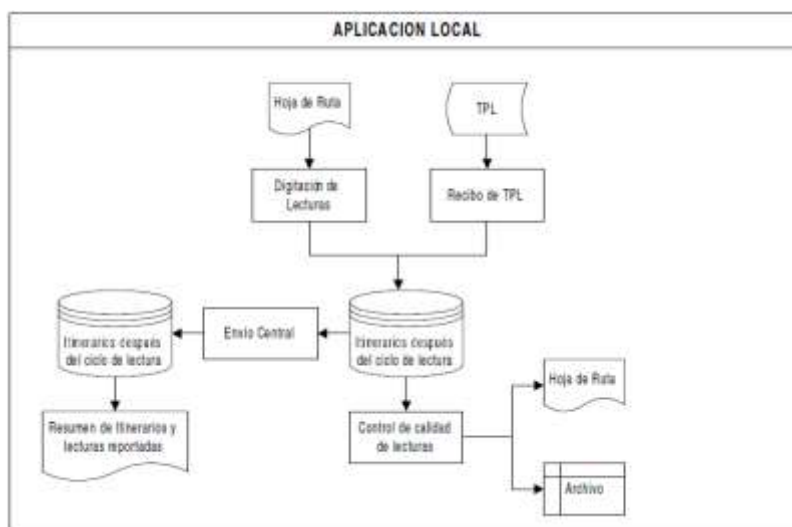 APLICACION LOCAL
Hoja de Ruta
TPL
Digitación de
Lecturas
Recibo de TPL
Itinerarios después
del ciclo de lectura
Envío Central
Itinerarios después
del ciclo de lectura
Hoja de Ruta
Resumen de Itinerarios y
lecturas reportadas
Control de calidad
de lecturas
Archivo